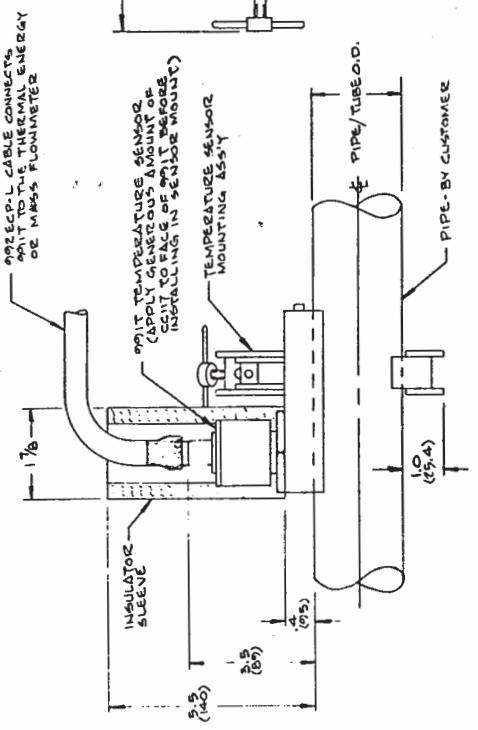 992ECP-L CABLE CONNECTS
991T TO THE THERMAL ENERGY
OR MASS FLOWMETER
991T TEMPERATURE SENSOR
(APPLY GENEROUS AMOUNT OF
CC117 TO FACE OF 991T BEFORE
INSTALLING IN SENSOR MOUNT)
TEMPERATURE SENSOR
MOUNTING ASS'Y
℄ PIPE/TUBE O.D.
PIPE-BY CUSTOMER
1 7/8
INSULATOR
SLEEVE
5.5
(140)
3.5
(89)
.4
(95)
1.0
(25.4)